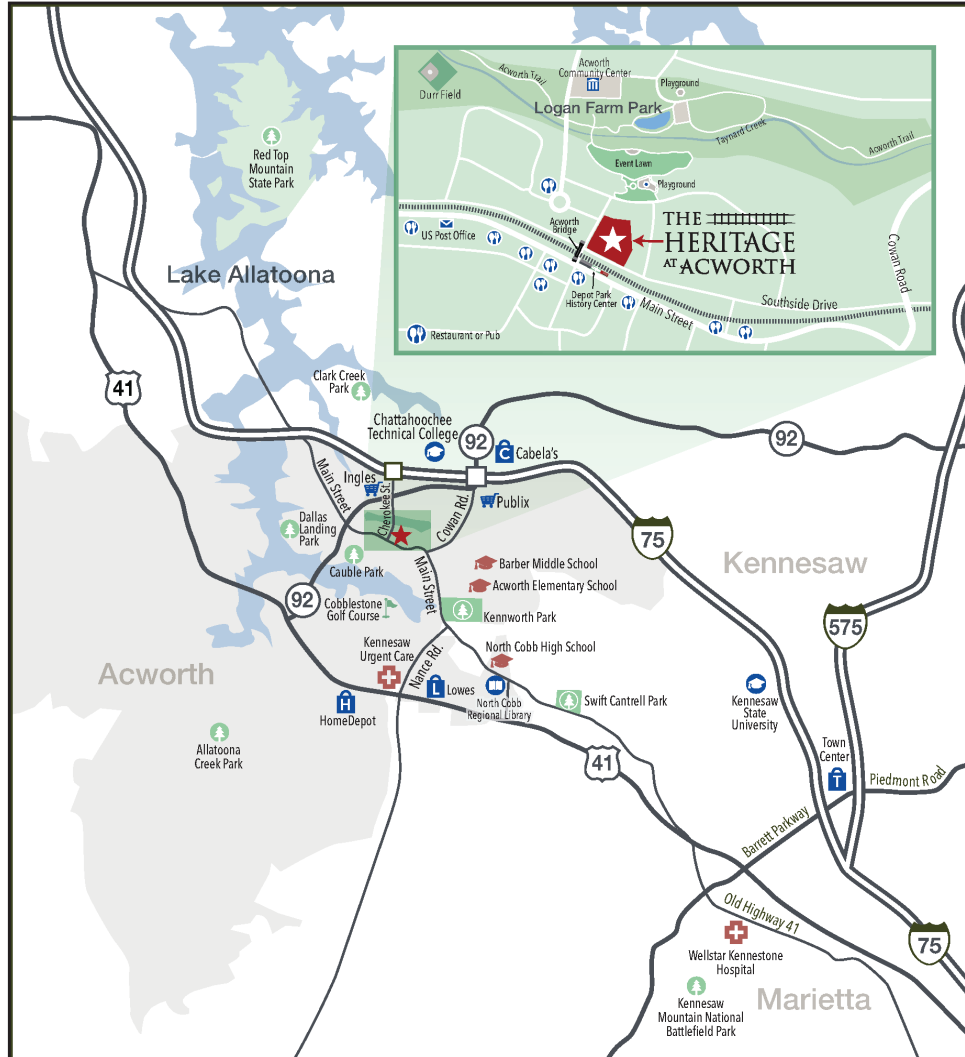 Acworth Trail
Durr Field
Acworth
Community Center
Playground
Logan Farm Park
Taynard Creek
Acworth Trail
Event Lawn
Playground
US Post Office
Acworth
Bridge
THE
HERITAGE
AT ACWORTH
Depot Park
History Center
Main Street
Southside Drive
Cowan Road
Restaurant or Pub
Red Top
Mountain
State Park
Lake Allatoona
41
Clark Creek
Park
Chattahoochee
Technical College
92
C
Cabela's
92
Main Street
Ingles
Cherokee St.
Cowan Rd.
Publix
75
Kennesaw
Dallas
Landing
Park
Cauble Park
Main Street
Barber Middle School
Acworth Elementary School
92
Cobblestone
Golf Course
Kennworth Park
575
Kennesaw
Urgent Care
Nance Rd.
North Cobb High School
Acworth
H
HomeDepot
L
Lowes
North Cobb
Regional Library
Swift Cantrell Park
Kennesaw
State
University
Allatoona
Creek Park
41
Town
Center
T
Piedmont Road
Barrett Parkway
Old Highway 41
75
Wellstar Kennestone
Hospital
Marietta
Kennesaw
Mountain National
Battlefield Park